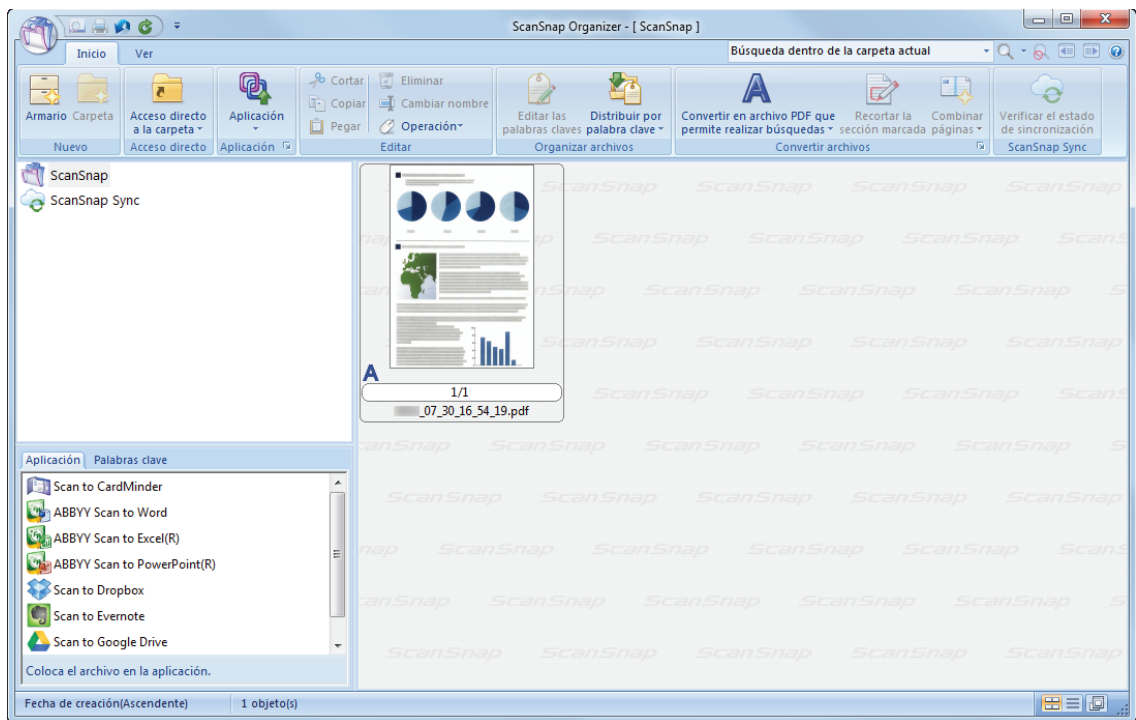 ScanSnap Organizer - [ ScanSnap ]
Inicio
Ver
Búsqueda dentro de la carpeta actual
Armario
Carpeta
Nuevo
Acceso directo
a la carpeta
Acceso directo
Aplicación
Aplicación
Cortar
Copiar
Pegar
Eliminar
Cambiar nombre
Operación
Editar
Editar las
palabras claves
Distribuir por
palabra clave
Organizar archivos
Convertir en archivo PDF que
permite realizar búsquedas
Recortar la
sección marcada
Combinar
páginas
Convertir archivos
Verificar el estado
de sincronización
ScanSnap Sync
ScanSnap
ScanSnap Sync
A
1/1
_07_30_16_54_19.pdf
Aplicación
Palabras clave
Scan to CardMinder
ABBYY Scan to Word
ABBYY Scan to Excel(R)
ABBYY Scan to PowerPoint(R)
Scan to Dropbox
Scan to Evernote
Scan to Google Drive
Coloca el archivo en la aplicación.
Fecha de creación(Ascendente)
1 objeto(s)